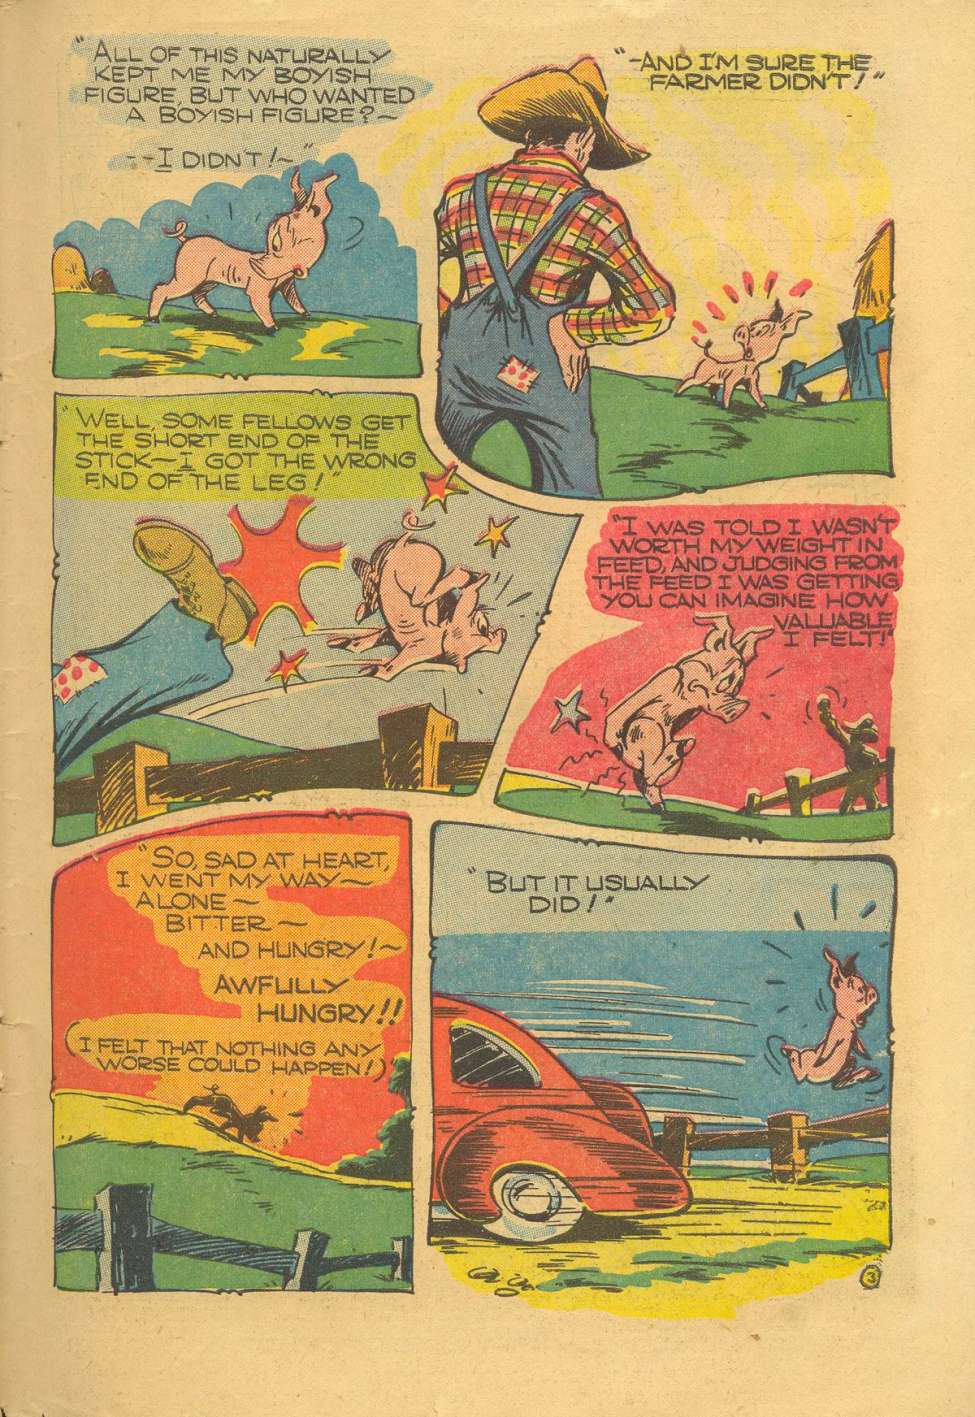 "ALL OF THIS NATURALLY
KEPT ME MY BOYISH
FIGURE, BUT WHO WANTED
A BOYISH FIGURE?~
--I DIDN'T!~"
"-AND I'M SURE THE
FARMER DIDN'T!"
"WELL, SOME FELLOWS GET
THE SHORT END OF THE
STICK~I GOT THE WRONG
END OF THE LEG!"
"I WAS TOLD I WASN'T
WORTH MY WEIGHT IN
FEED, AND JUDGING FROM
THE FEED I WAS GETTING
YOU CAN IMAGINE HOW
VALUABLE
I FELT!"
"SO, SAD AT HEART,
I WENT MY WAY~
ALONE~
BITTER~
AND HUNGRY!~
AWFULLY
HUNGRY!!
I FELT THAT NOTHING ANY
WORSE COULD HAPPEN!)
"BUT IT USUALLY
DID!"
3